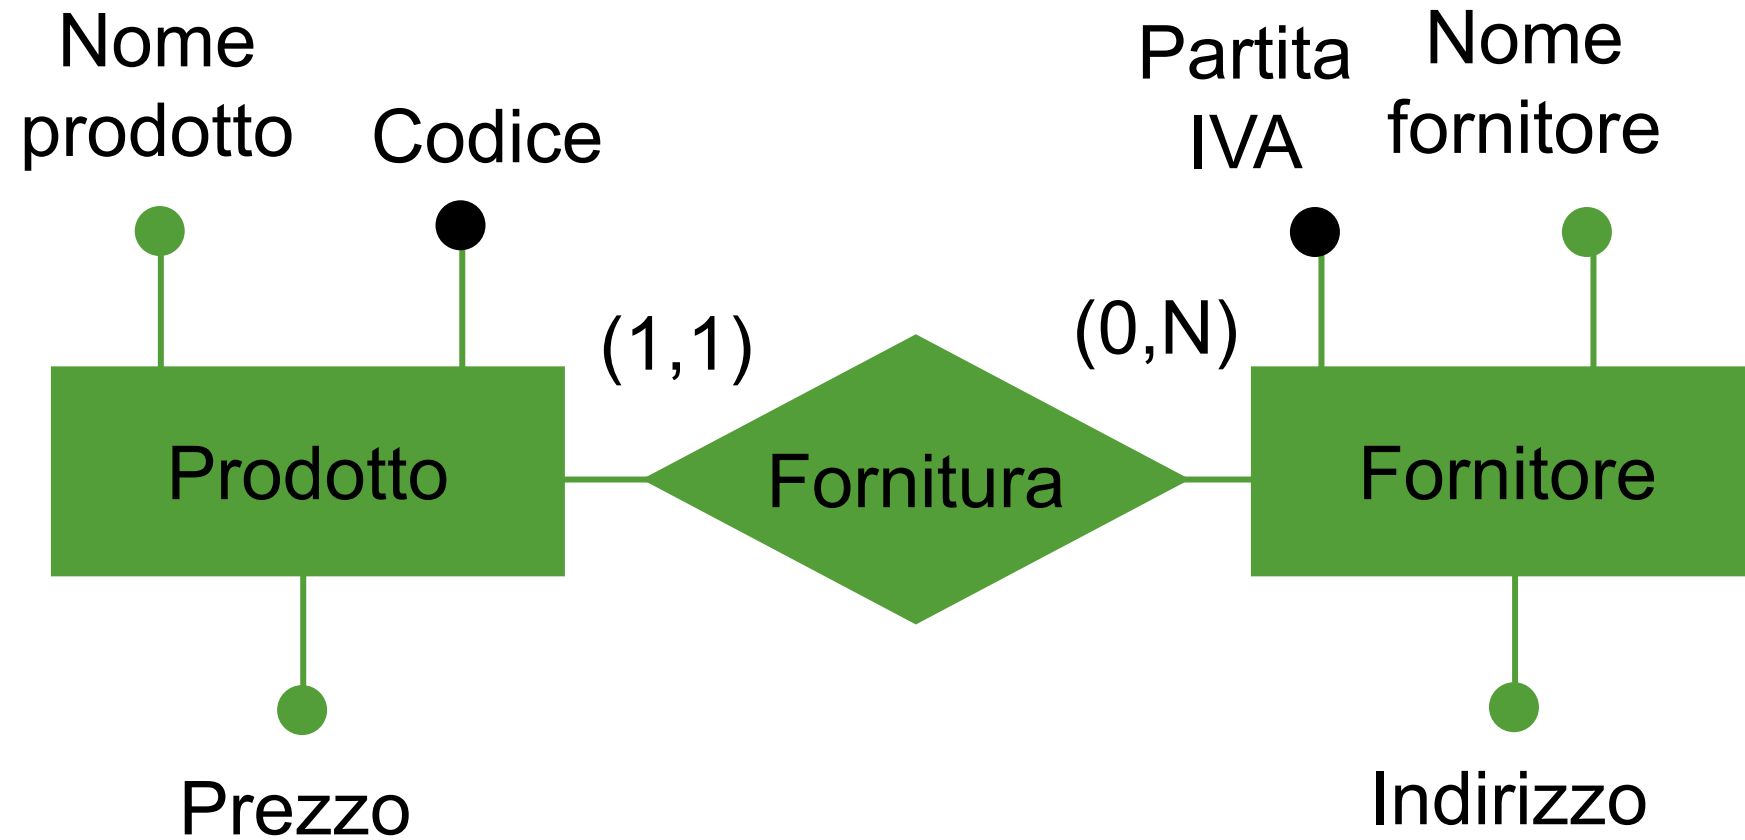 Nome
prodotto
Codice
Partita
IVA
Nome
fornitore
(1,1)
(0,N)
Prodotto
Fornitura
Fornitore
Prezzo
Indirizzo